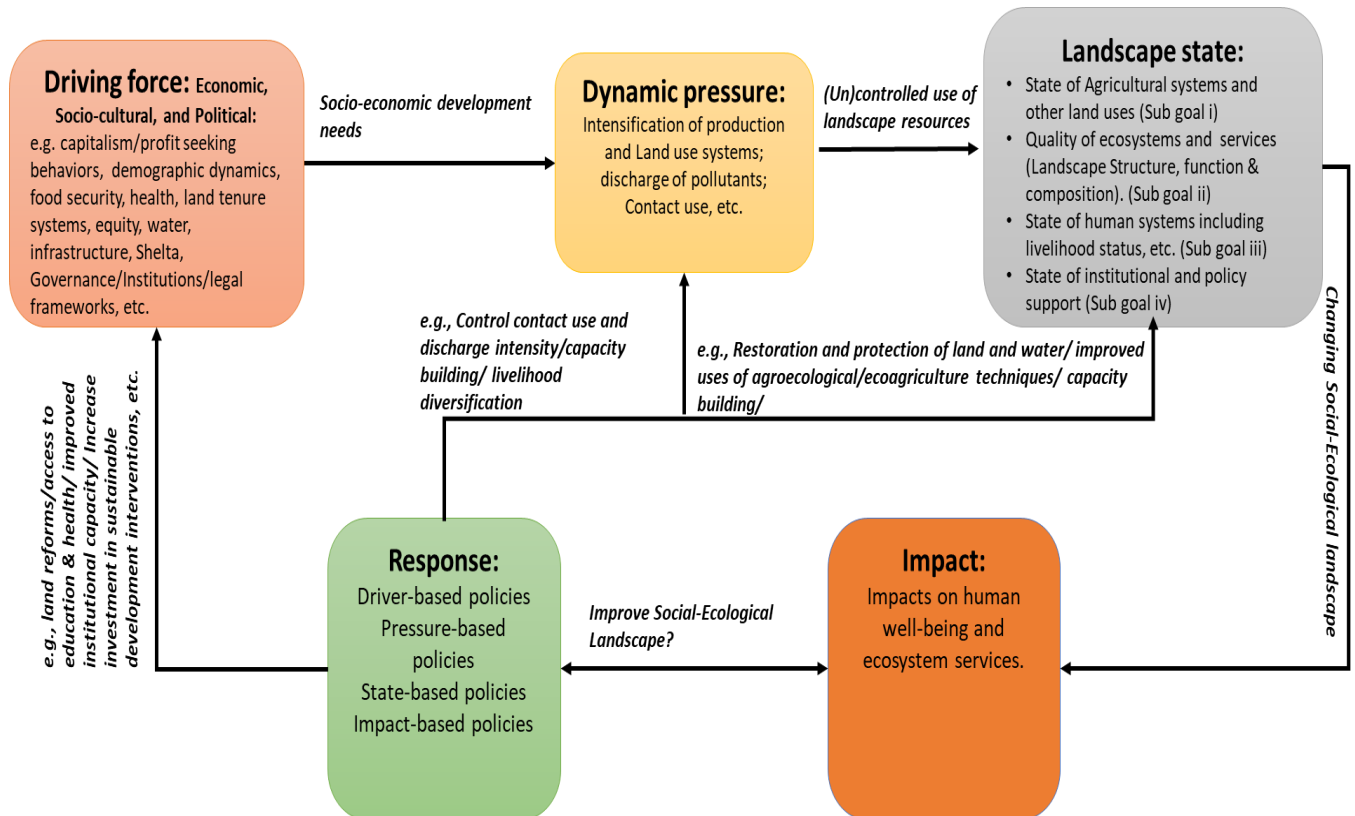 Driving force: Economic,
Socio-cultural, and Political:
e.g. capitalism/profit seeking
behaviors, demographic dynamics,
food security, health, land tenure
systems, equity, water,
infrastructure, Shelta,
Governance/Institutions/legal
frameworks, etc.
Socio-economic development
needs
Dynamic pressure:
Intensification of production
and Land use systems;
discharge of pollutants;
Contact use, etc.
(Un)controlled use of
landscape resources
Landscape state:
• State of Agricultural systems and
other land uses (Sub goal i)
• Quality of ecosystems and services
(Landscape Structure, function &
composition). (Sub goal ii)
• State of human systems including
livelihood status, etc. (Sub goal iii)
• State of institutional and policy
support (Sub goal iv)
Changing Social-Ecological landscape
e.g., Control contact use and
discharge intensity/capacity
building/ livelihood
diversification
e.g., Restoration and protection of land and water/ improved
uses of agroecological/ecoagriculture techniques/ capacity
building/
e.g., land reforms/access to
education & health/ improved
institutional capacity/ Increase
investment in sustainable
development interventions, etc.
Response:
Driver-based policies
Pressure-based
policies
State-based policies
Impact-based policies
Improve Social-Ecological
Landscape?
Impact:
Impacts on human
well-being and
ecosystem services.